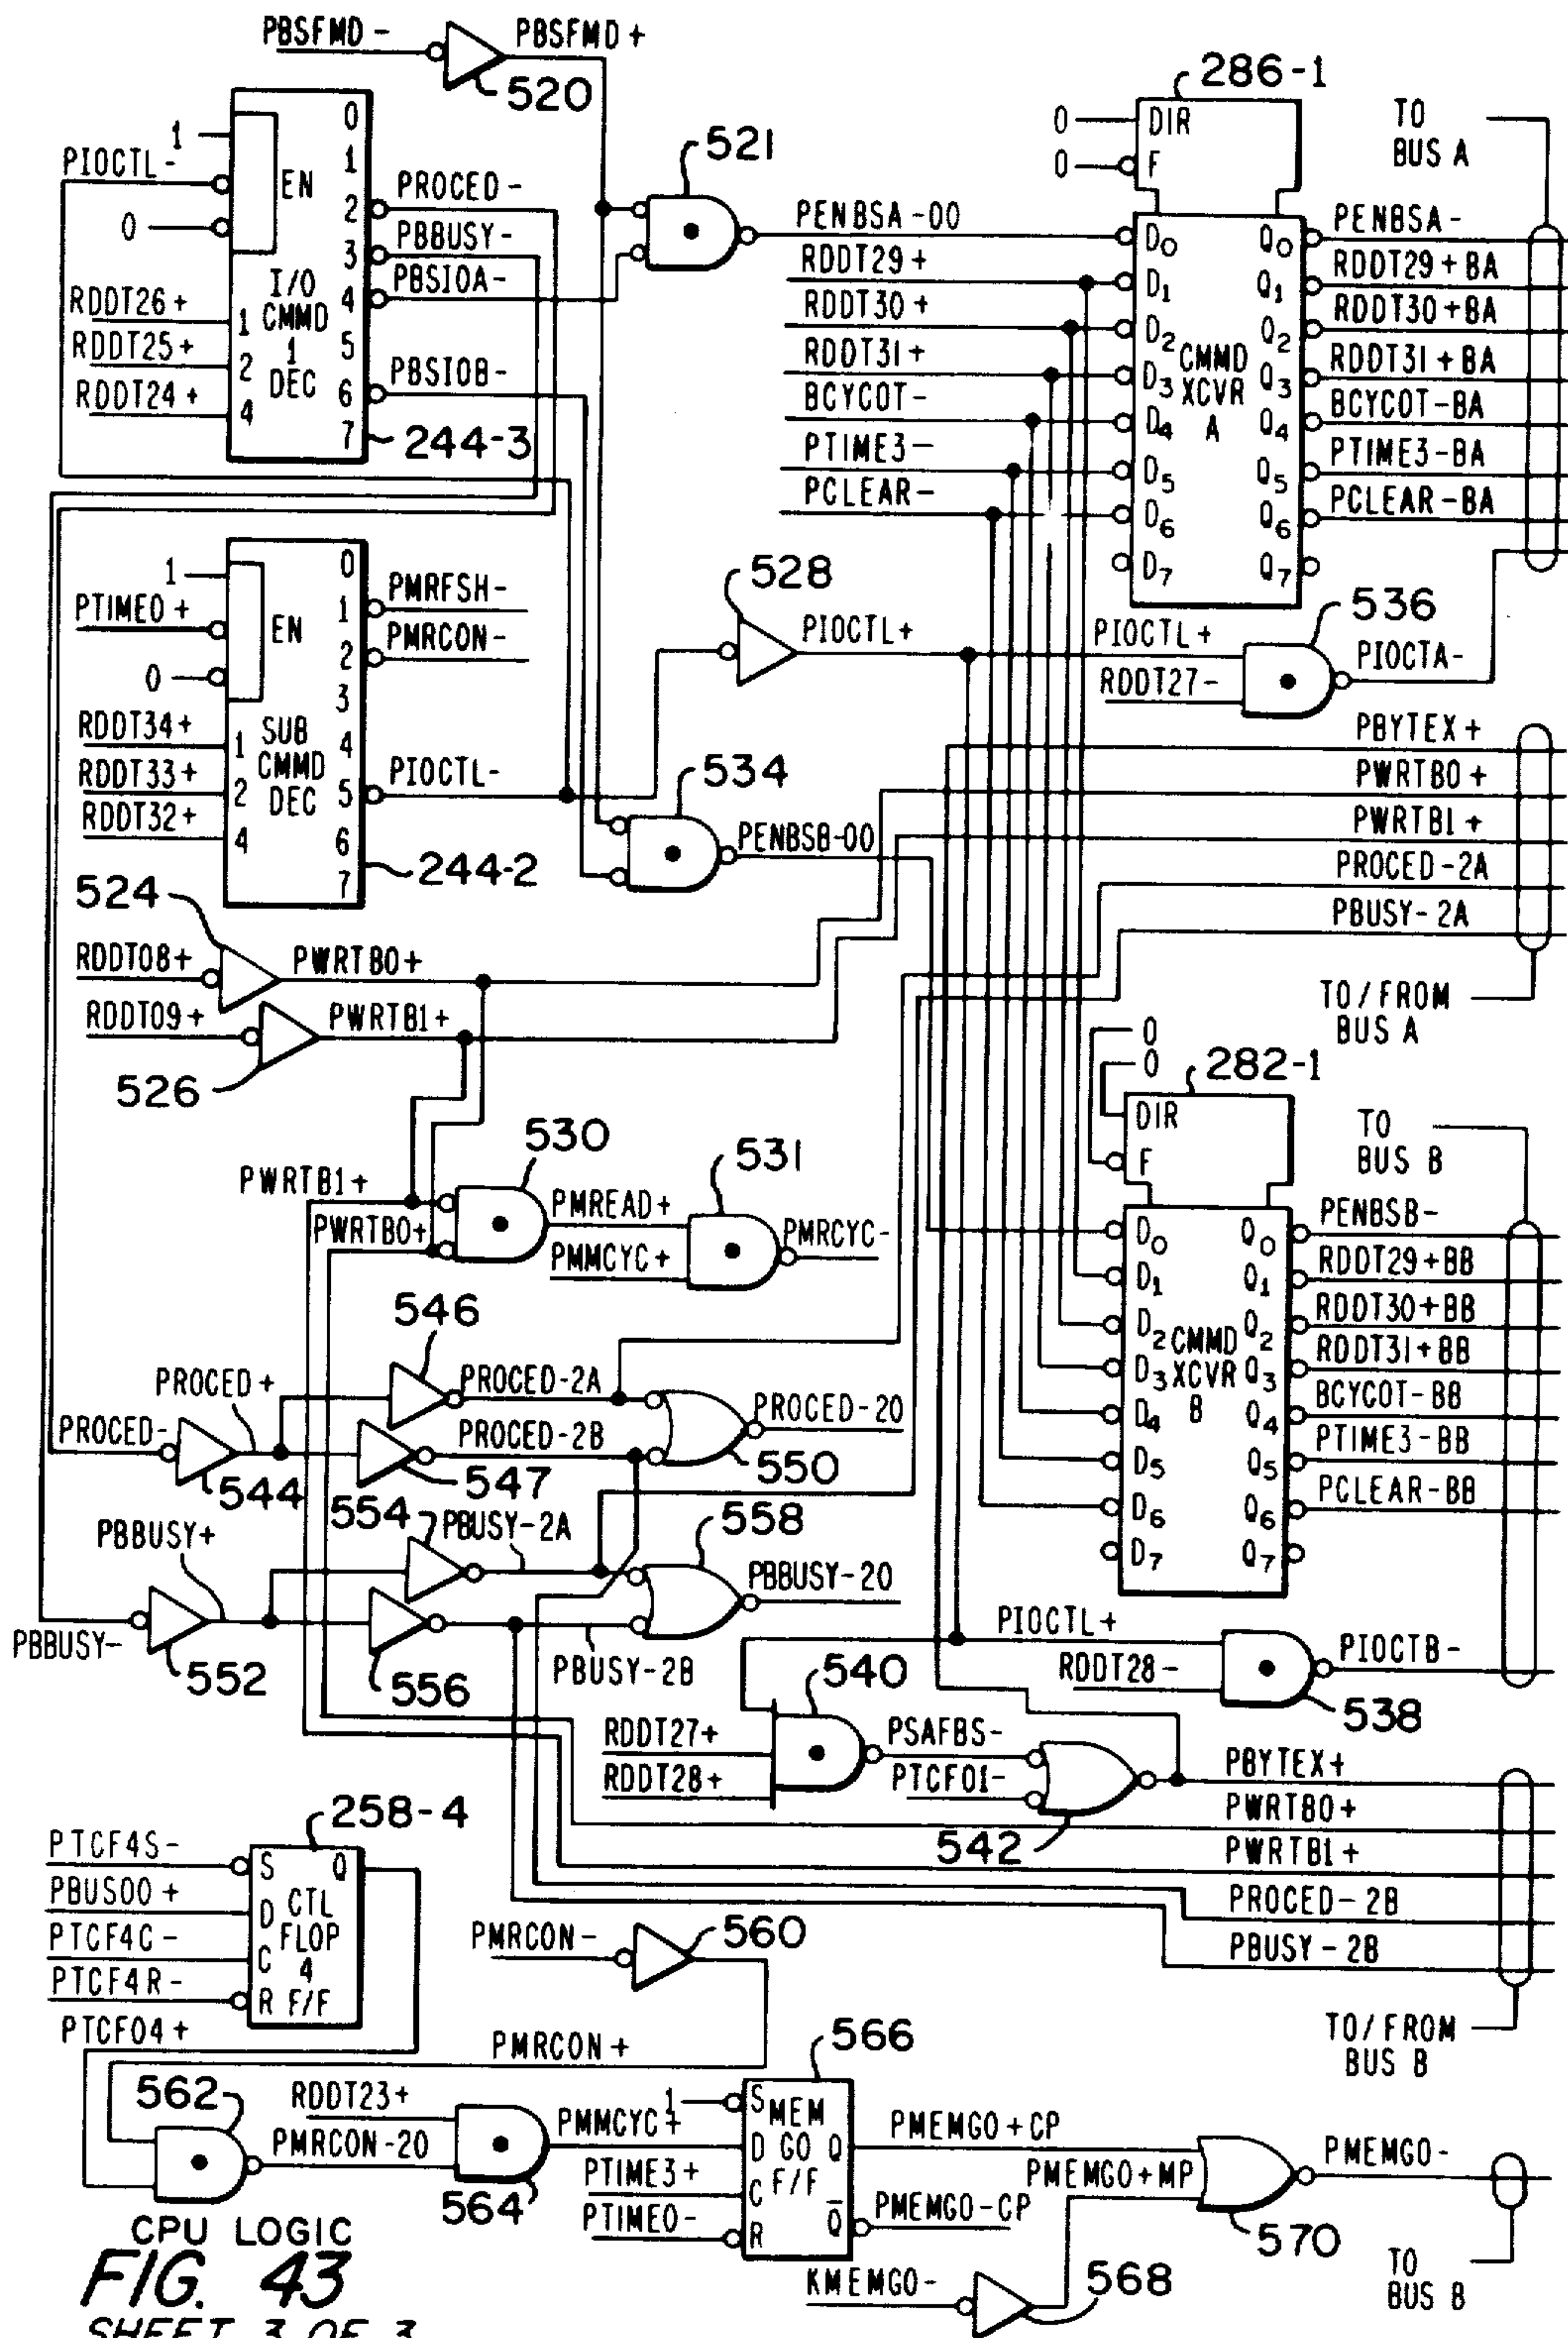 PBSFMD -
PBSFMD +
520
286-1
TO
BUS A
0
DIR
0
F
521
1
PIOCTL -
EN
0
0
1
2
3
4
5
6
7
PROCED -
PBBUSY -
PBSIOA -
PBSIOB -
I/O
CMMD
1
DEC
RDDT26 +
RDDT25 +
RDDT24 +
1
2
4
244-3
PENBSA -00
RDDT29 +
RDDT30 +
RDDT31 +
BCYCOT -
PTIME3 -
PCLEAR -
D0
D1
D2
D3
D4
D5
D6
D7
CMMD
XCVR
A
Q0
Q1
Q2
Q3
Q4
Q5
Q6
Q7
PENBSA -
RDDT29 + BA
RDDT30 + BA
RDDT31 + BA
BCYCOT - BA
PTIME3 - BA
PCLEAR - BA
1
PTIME0 +
0
EN
SUB
CMMD
DEC
RDDT34 +
RDDT33 +
RDDT32 +
1
2
4
0
1
2
3
4
5
6
7
PMRFSH -
PMRCON -
PIOCTL -
244-2
528
PIOCTL +
PIOCTL +
RDDT27 -
536
PIOCTA -
534
PENBSB-00
PBYTEX +
PWRTB0 +
PWRTB1 +
PROCED - 2A
PBUSY - 2A
TO/FROM
BUS A
524
RDDT08+
PWRTB0+
RDDT09+
PWRTB1+
526
0
0
282-1
DIR
F
TO
BUS B
530
PWRTB1+
PWRTB0+
PMREAD+
531
PMMCYC+
PMRCYC-
D0
D1
D2
D3
D4
D5
D6
D7
CMMD
XCVR
B
Q0
Q1
Q2
Q3
Q4
Q5
Q6
Q7
PENBSB -
RDDT29+BB
RDDT30+BB
RDDT31+BB
BCYCOT-BB
PTIME3-BB
PCLEAR-BB
546
PROCED +
PROCED-2A
PROCED-
PROCED-2B
PROCED-20
544
547
550
554
PBUSY-2A
558
PBBUSY+
PBBUSY-20
PBBUSY-
552
556
PBUSY-2B
PIOCTL +
RDDT28 -
PIOCTB -
538
540
RDDT27+
RDDT28+
PSAFBS-
PTCF01-
542
PBYTEX+
PWRTB0+
PWRTB1 +
PROCED - 2B
PBUSY - 2B
TO/FROM
BUS B
258-4
PTCF4S -
PBUS00 +
PTCF4C -
PTCF4R -
S
D
C
R
Q
CTL
FLOP
4
F/F
PTCF04 +
PMRCON-
560
PMRCON +
562
RDDT23+
PMRCON-20
564
PMMCYC+
PTIME3+
PTIME0-
566
1
S
D
C
R
MEM
GO
F/F
Q
Q̅
PMEMGO+CP
PMEMGO-CP
PMEMGO+MP
PMEMGO-
570
KMEMGO-
568
TO
BUS B
CPU LOGIC
FIG. 43
SHEET 3 OF 3